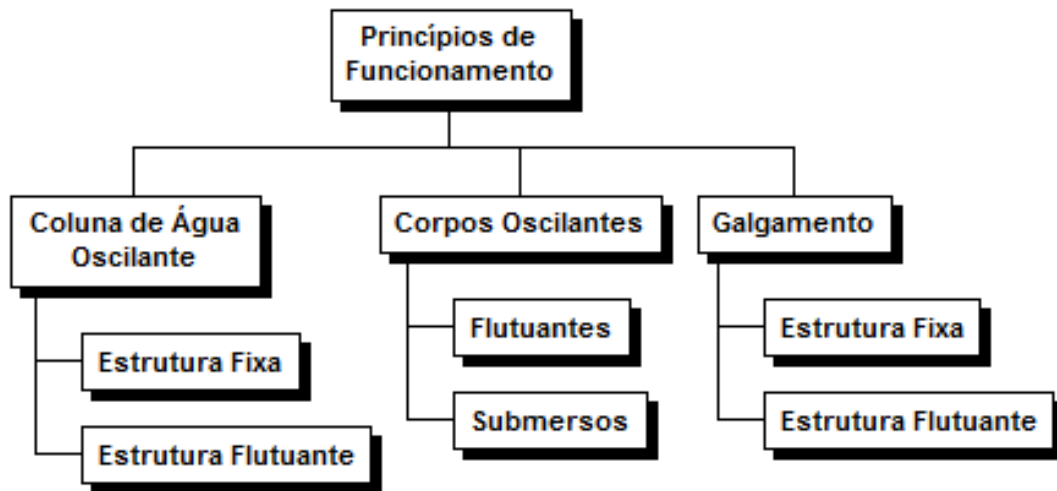 Princípios de
Funcionamento
Coluna de Água
Oscilante
Estrutura Fixa
Estrutura Flutuante
Corpos Oscilantes
Flutuantes
Submersos
Galgamento
Estrutura Fixa
Estrutura Flutuante